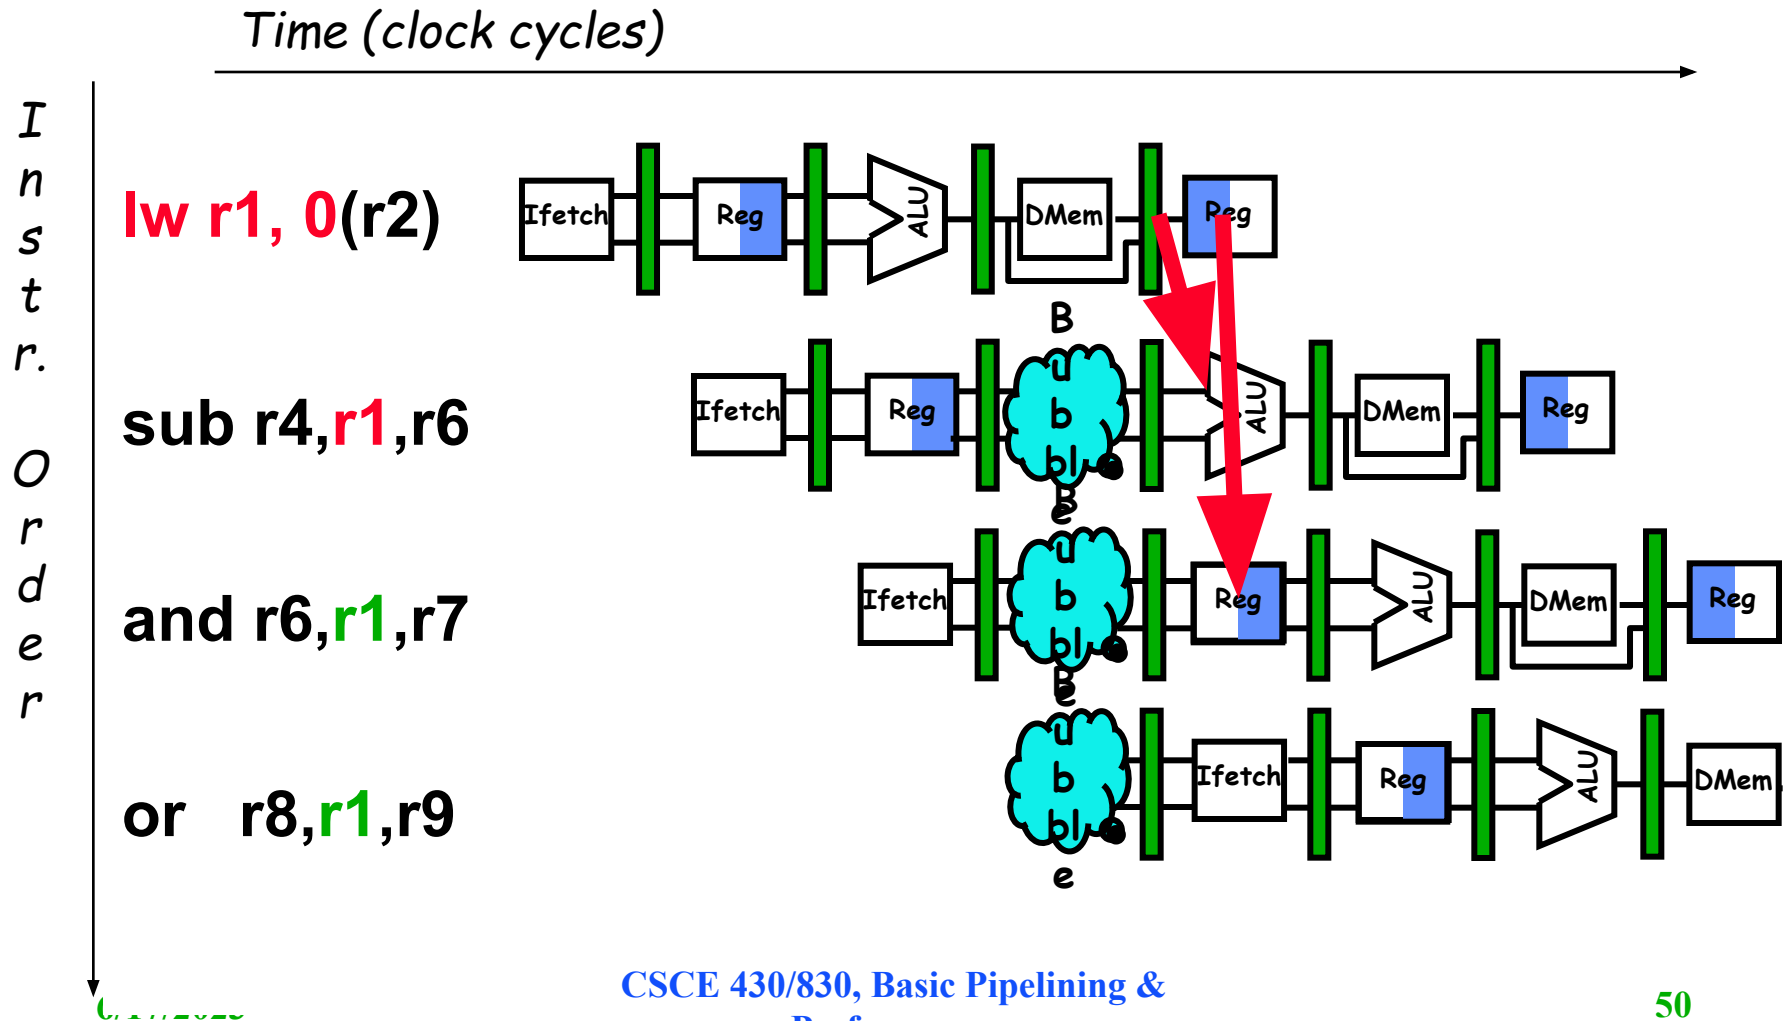 Time (clock cycles)
Instr. Order
lw r1, 0(r2)
Ifetch Reg ALU DMem Reg
sub r4,r1,r6
Ifetch Reg Bubble ALU DMem Reg
and r6,r1,r7
Ifetch Bubble Reg ALU DMem Reg
or r8,r1,r9
Bubble Ifetch Reg ALU DMem
CSCE 430/830, Basic Pipelining &
50